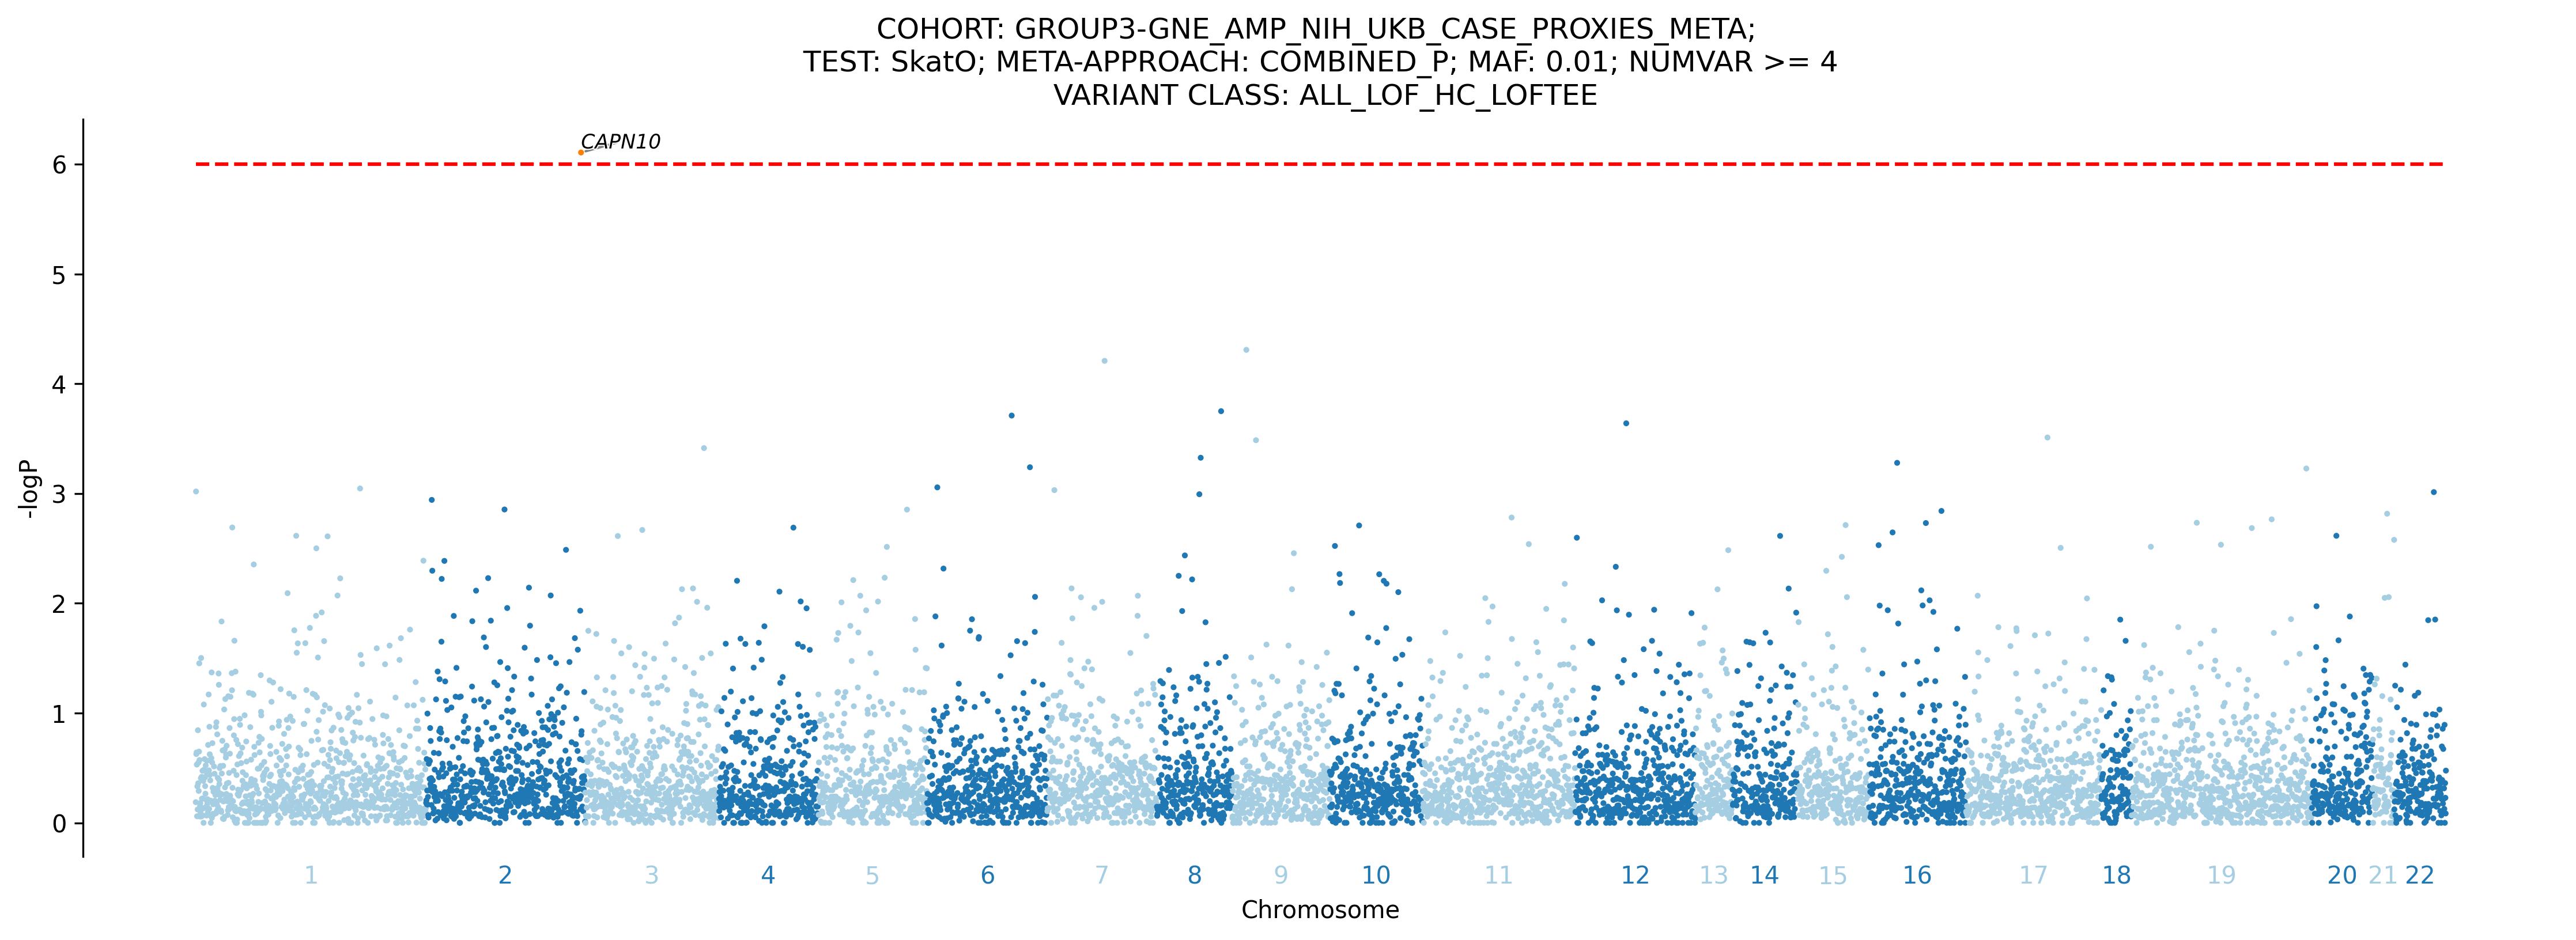 COHORT: GROUP3-GNE_AMP_NIH_UKB_CASE_PROXIES_META;
TEST: SkatO; META-APPROACH: COMBINED_P; MAF: 0.01; NUMVAR >= 4
VARIANT CLASS: ALL_LOF_HC_LOFTEE
CAPN10
6
5
4
3
2
1
0
-logP
1 2 3 4 5 6 7 8 9 10 11 12 13 14 15 16 17 18 19 20 21 22
Chromosome